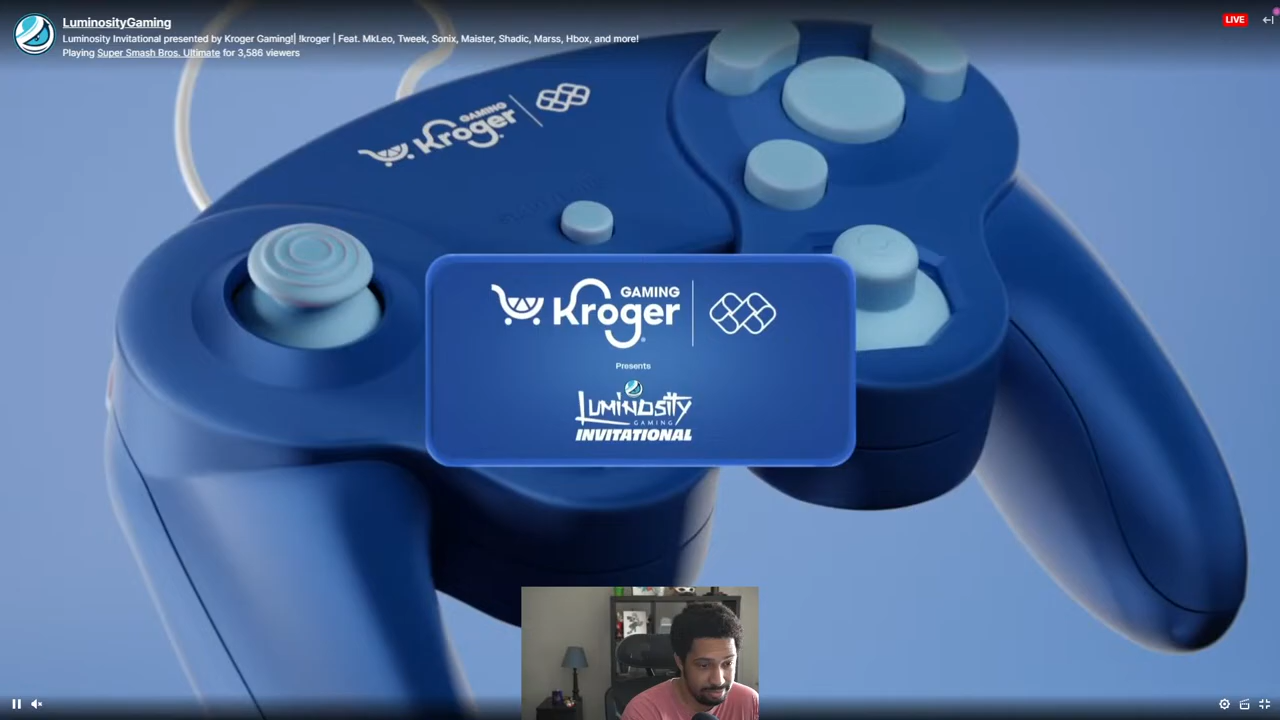 LuminosityGaming
Luminosity Invitational presented by Kroger Gaming!| !kroger | Feat. MkLeo, Tweek, Sonix, Maister, Shadic, Marss, Hbox, and more!
Playing Super Smash Bros. Ultimate for 3,586 viewers
LIVE
GAMING
Kroger
GAMING
Kroger
Presents
LUMINOSITY
GAMING
INVITATIONAL